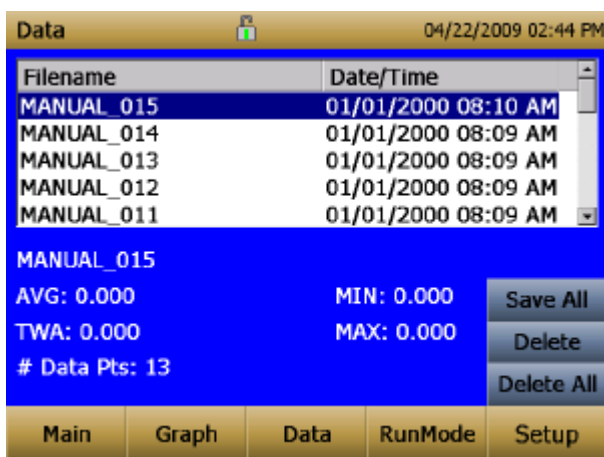 Data 04/22/2009 02:44 PM
Filename Date/Time
MANUAL_015 01/01/2000 08:10 AM
MANUAL_014 01/01/2000 08:09 AM
MANUAL_013 01/01/2000 08:09 AM
MANUAL_012 01/01/2000 08:09 AM
MANUAL_011 01/01/2000 08:09 AM
MANUAL_015
AVG: 0.000 MIN: 0.000 Save All
TWA: 0.000 MAX: 0.000 Delete
# Data Pts: 13 Delete All
Main Graph Data RunMode Setup